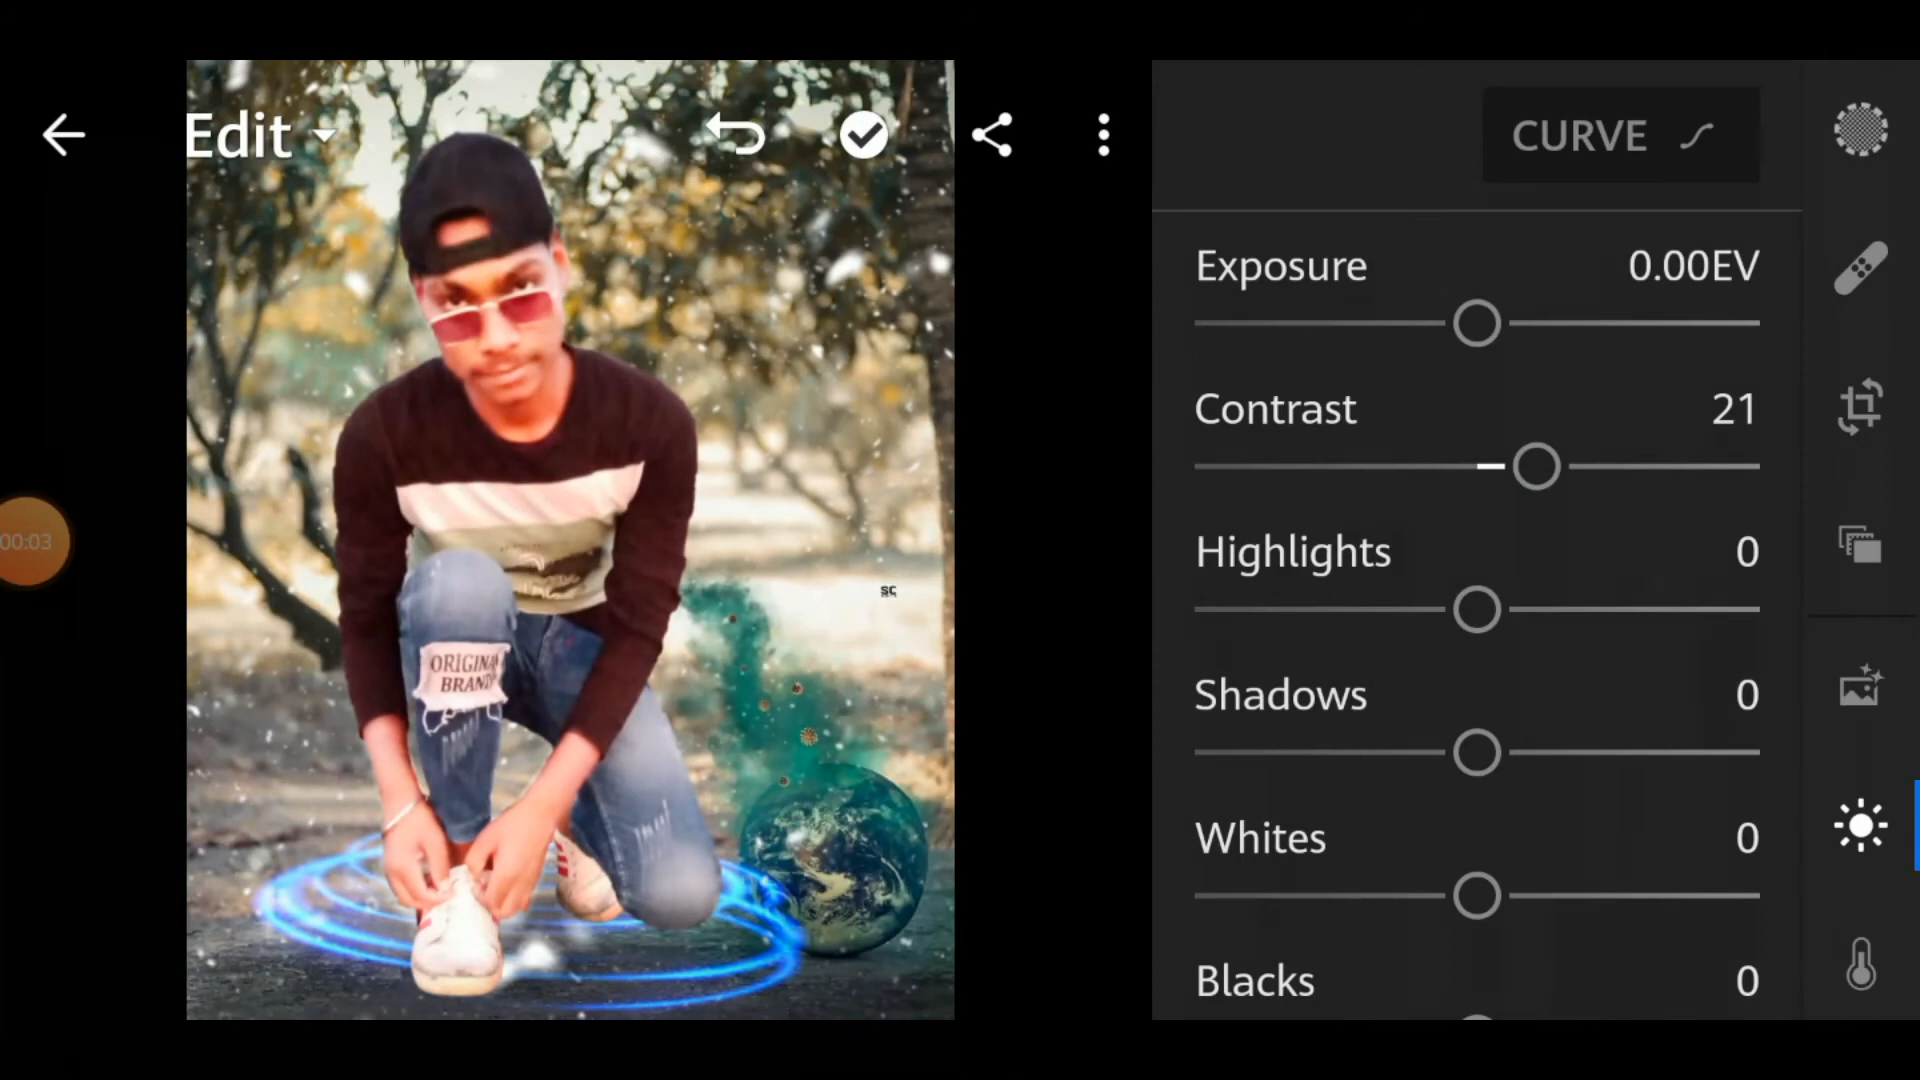 Edit
CURVE
Exposure 0.00EV
Contrast 21
Highlights 0
Shadows 0
Whites 0
Blacks 0
00:03
SC
ORIGINAL
BRAND